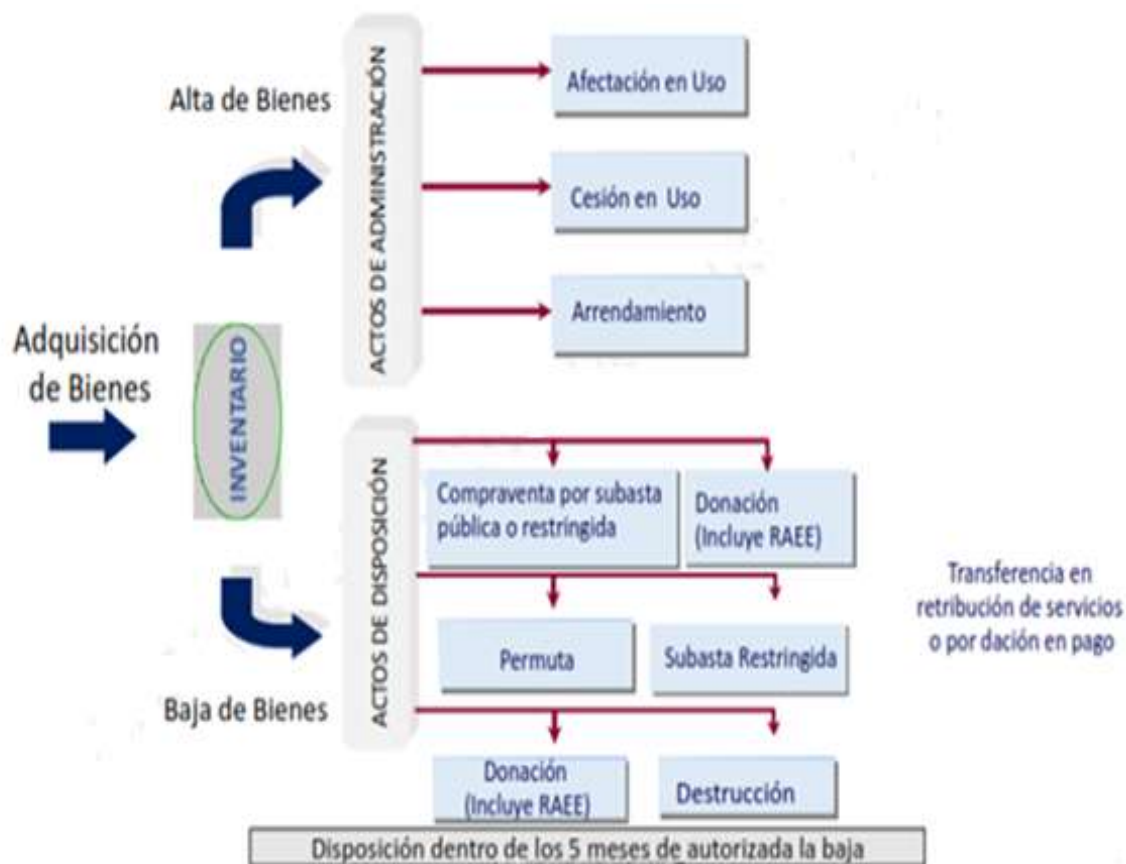 Alta de Bienes
ACTOS DE ADMINISTRACIÓN
Afectación en Uso
Cesión en Uso
Arrendamiento
Adquisición
de Bienes
INVENTARIO
ACTOS DE DISPOSICIÓN
Compraventa por subasta
pública o restringida
Donación
(Incluye RAEE)
Permuta
Subasta Restringida
Transferencia en
retribución de servicios
o por dación en pago
Baja de Bienes
Donación
(Incluye RAEE)
Destrucción
Disposición dentro de los 5 meses de autorizada la baja